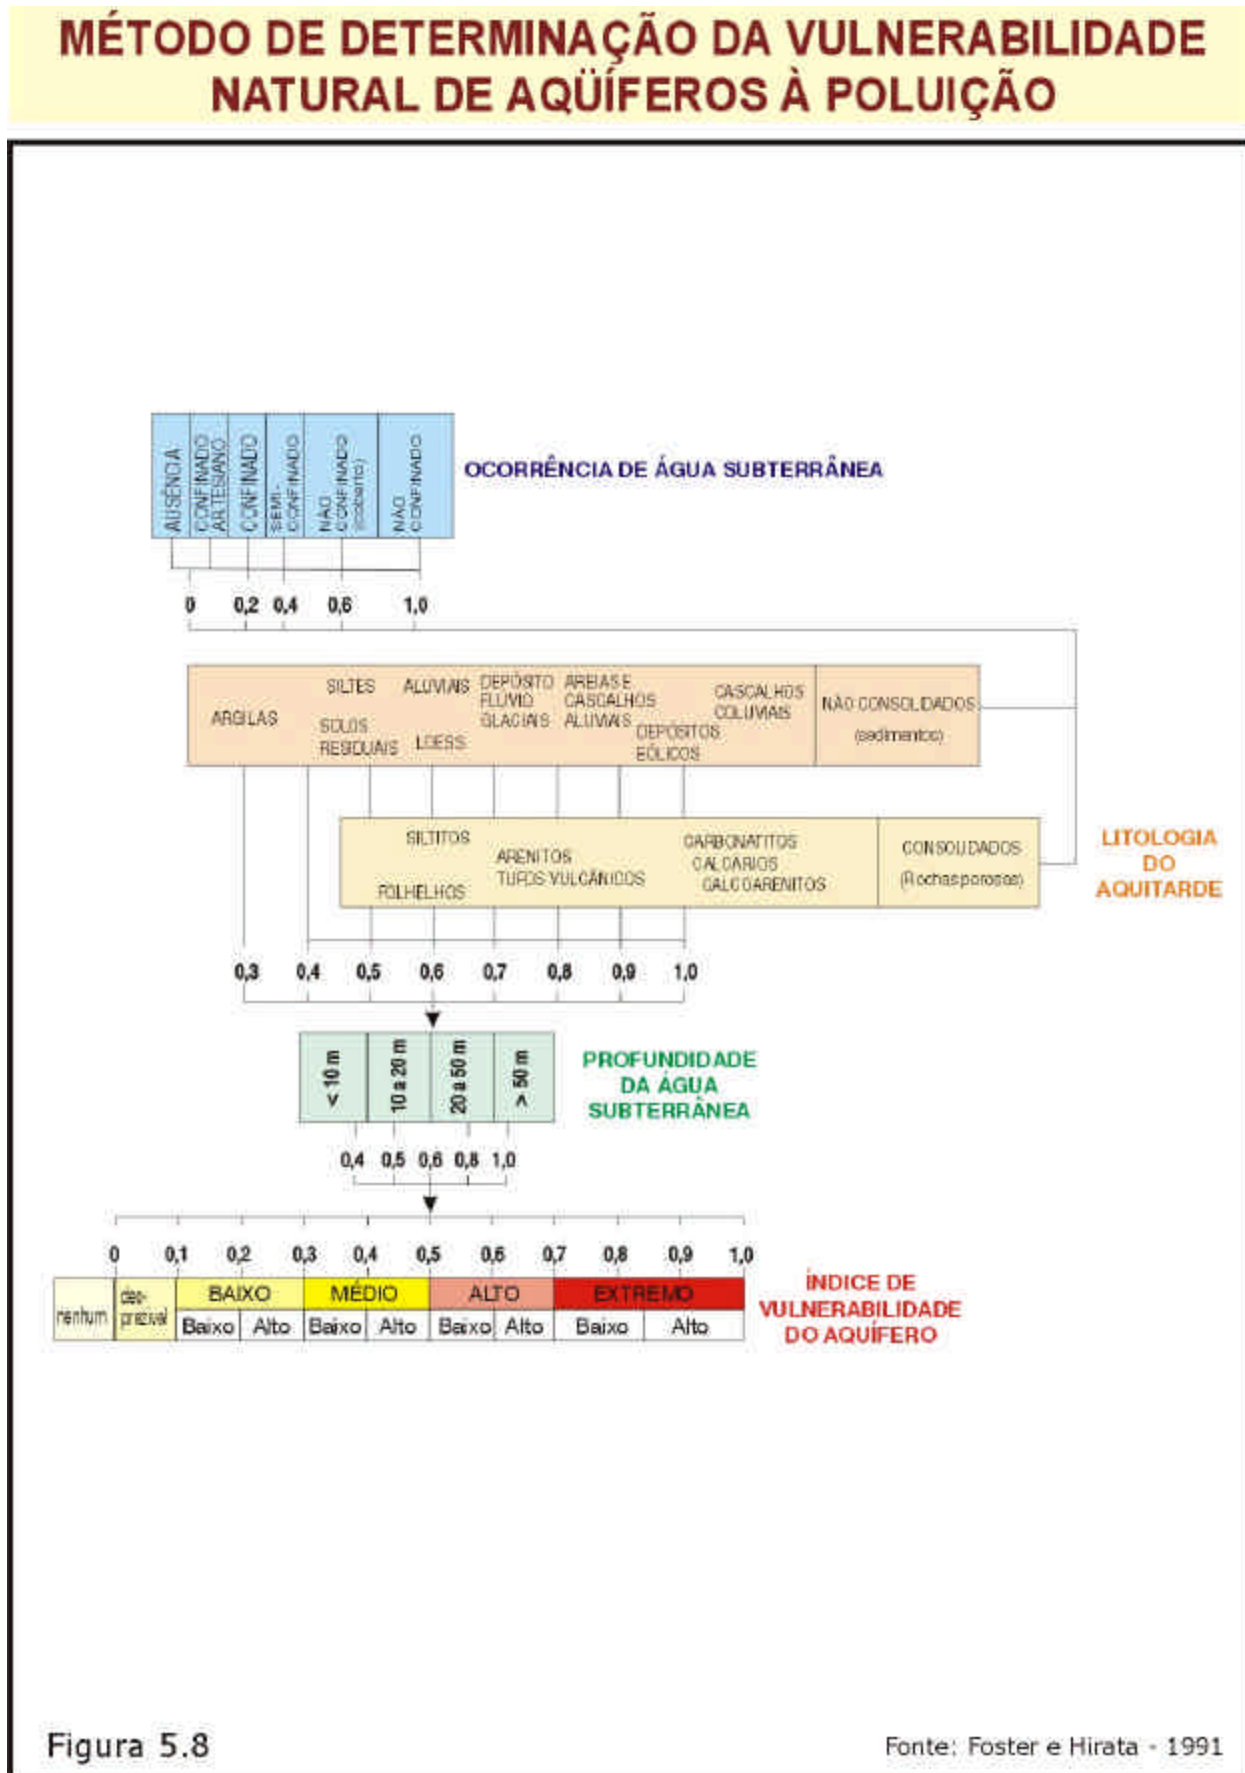 MÉTODO DE DETERMINAÇÃO DA VULNERABILIDADE
NATURAL DE AQÜÍFEROS À POLUIÇÃO
AUSÊNCIA
CONFINADO
ARTESIANO
CONFINADO
SEMI-
CONFINADO
NÃO
CONFINADO
(coberto)
NÃO
CONFINADO
OCORRÊNCIA DE ÁGUA SUBTERRÂNEA
0 0,2 0,4 0,6 1,0
ARGILAS
SILTES
SOLOS
RESIDUAIS
ALUVIAIS
LOESS
DEPÓSITO
FLUVIO
GLACIAIS
AREIAS E
CASCALHOS
ALUVIAIS
DEPÓSITOS
EÓLICOS
CASCALHOS
COLUVIAIS
NÃO CONSOLIDADOS
(sedimentos)
SILTITOS
FOLHELHOS
ARENITOS
TUFOS VULCÂNICOS
CARBONATITOS
CALCARIOS
CALCOARENITOS
CONSOLIDADOS
(Rochas porosas)
LITOLOGIA
DO
AQUITARDE
0,3 0,4 0,5 0,6 0,7 0,8 0,9 1,0
< 10 m
10 a 20 m
20 a 50 m
> 50 m
PROFUNDIDADE
DA ÁGUA
SUBTERRÂNEA
0,4 0,5 0,6 0,8 1,0
0 0,1 0,2 0,3 0,4 0,5 0,6 0,7 0,8 0,9 1,0
nenhum
des-
prezível
BAIXO MÉDIO ALTO EXTREMO
Baixo Alto Baixo Alto Baixo Alto Baixo Alto
ÍNDICE DE
VULNERABILIDADE
DO AQUÍFERO
Figura 5.8
Fonte: Foster e Hirata - 1991